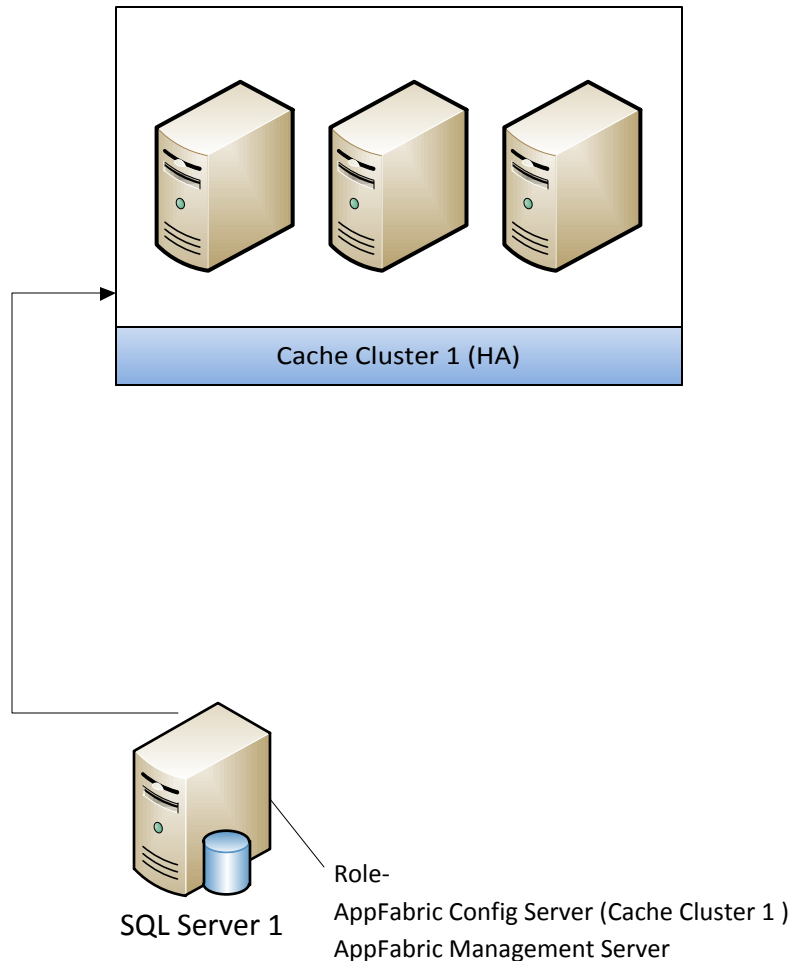 Cache Cluster 1 (HA)
SQL Server 1
Role-
AppFabric Config Server (Cache Cluster 1 )
AppFabric Management Server